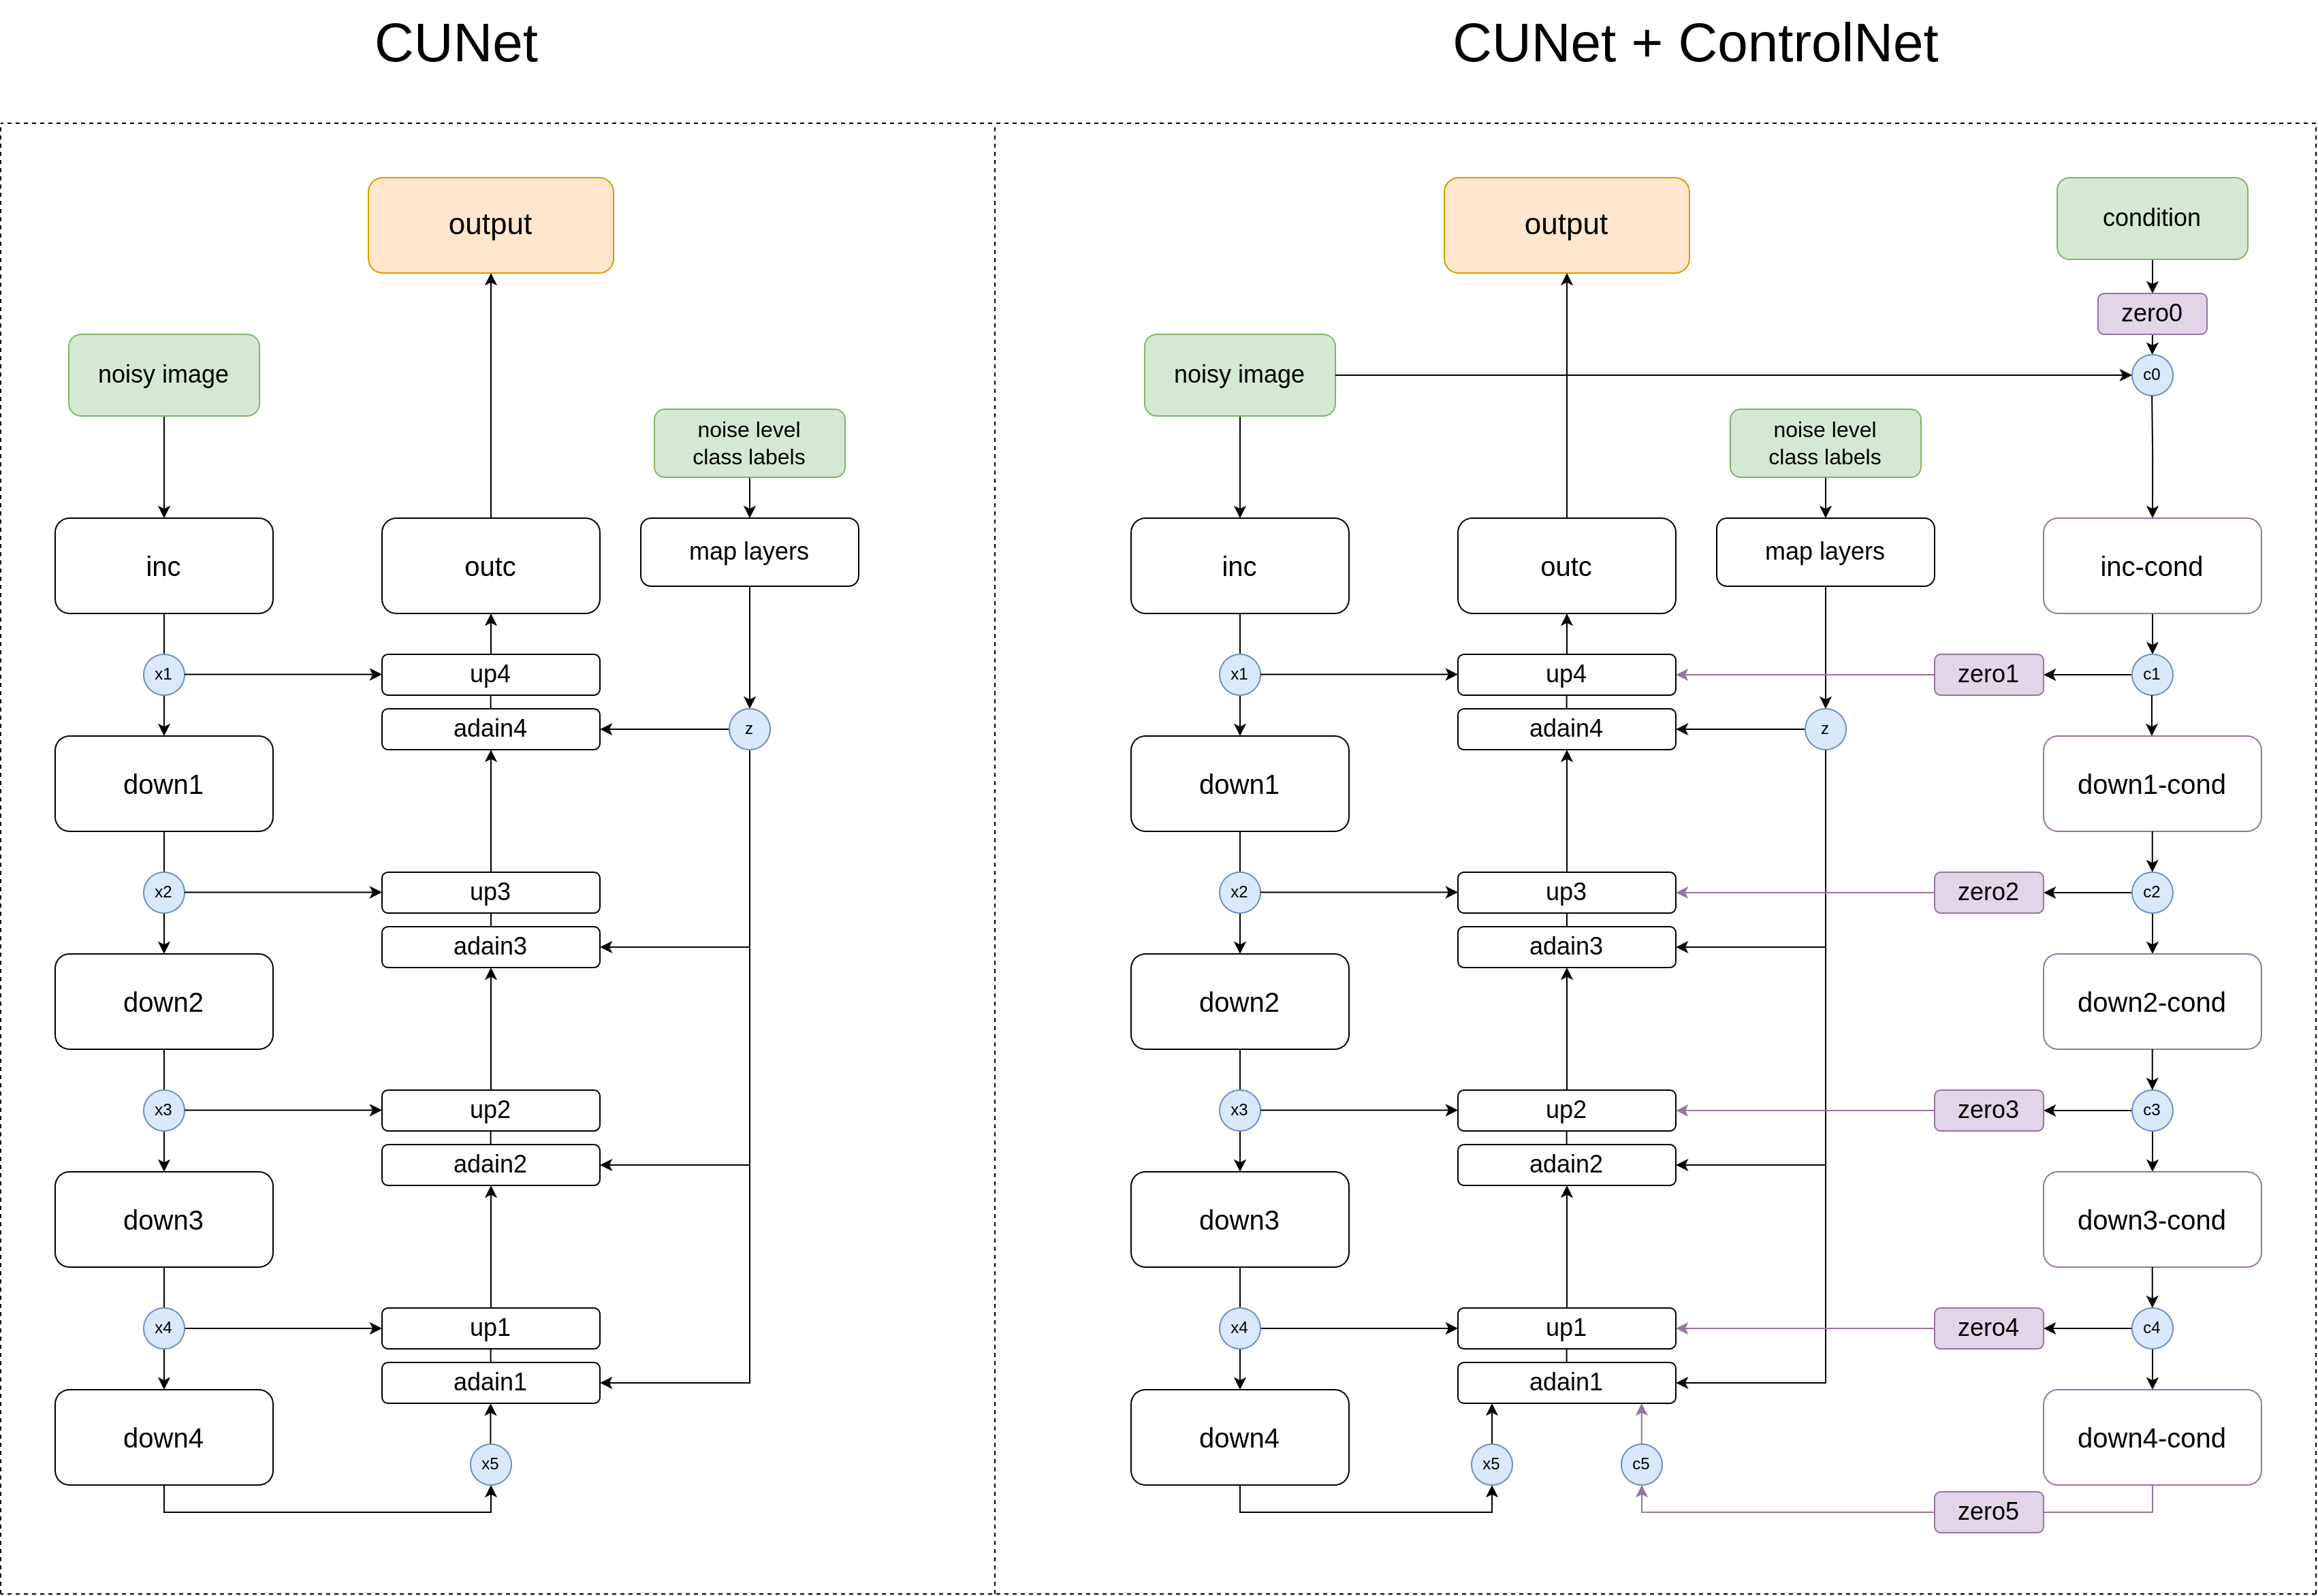 CUNet
output
noisy image
noise level
class labels
inc
outc
map layers
x1
up4
adain4
z
down1
x2
up3
adain3
down2
x3
up2
adain2
down3
x4
up1
adain1
down4
x5
CUNet + ControlNet
output
condition
zero0
noisy image
c0
noise level
class labels
inc
outc
map layers
inc-cond
x1
up4
zero1
c1
adain4
z
down1
down1-cond
x2
up3
zero2
c2
adain3
down2
down2-cond
x3
up2
zero3
c3
adain2
down3
down3-cond
x4
up1
zero4
c4
adain1
down4
down4-cond
x5
c5
zero5